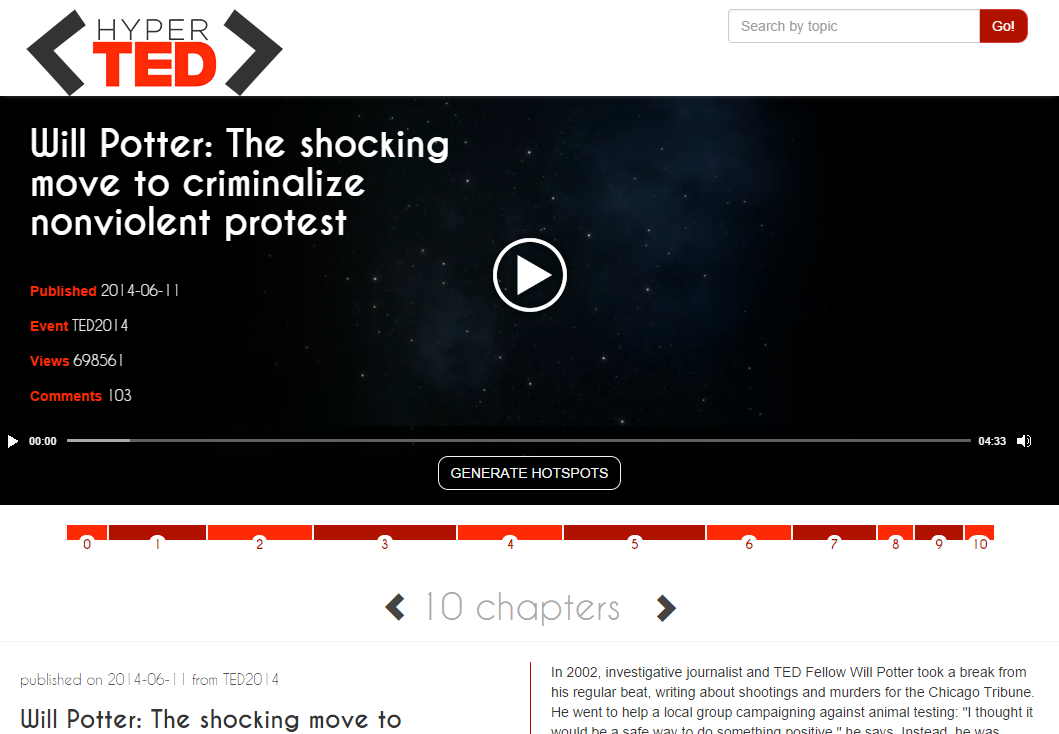 HYPER
TED
Search by topic
Go!
Will Potter: The shocking
move to criminalize
nonviolent protest
Published 2014-06-11
Event TED2014
Views 698561
Comments 103
00:00
04:33
GENERATE HOTSPOTS
0 1 2 3 4 5 6 7 8 9 10
10 chapters
published on 2014-06-11 from TED2014
Will Potter: The shocking move to
In 2002, investigative journalist and TED Fellow Will Potter took a break from
his regular beat, writing about shootings and murders for the Chicago Tribune.
He went to help a local group campaigning against animal testing: "I thought it
would be a safe way to do something positive," he says. Instead, he was